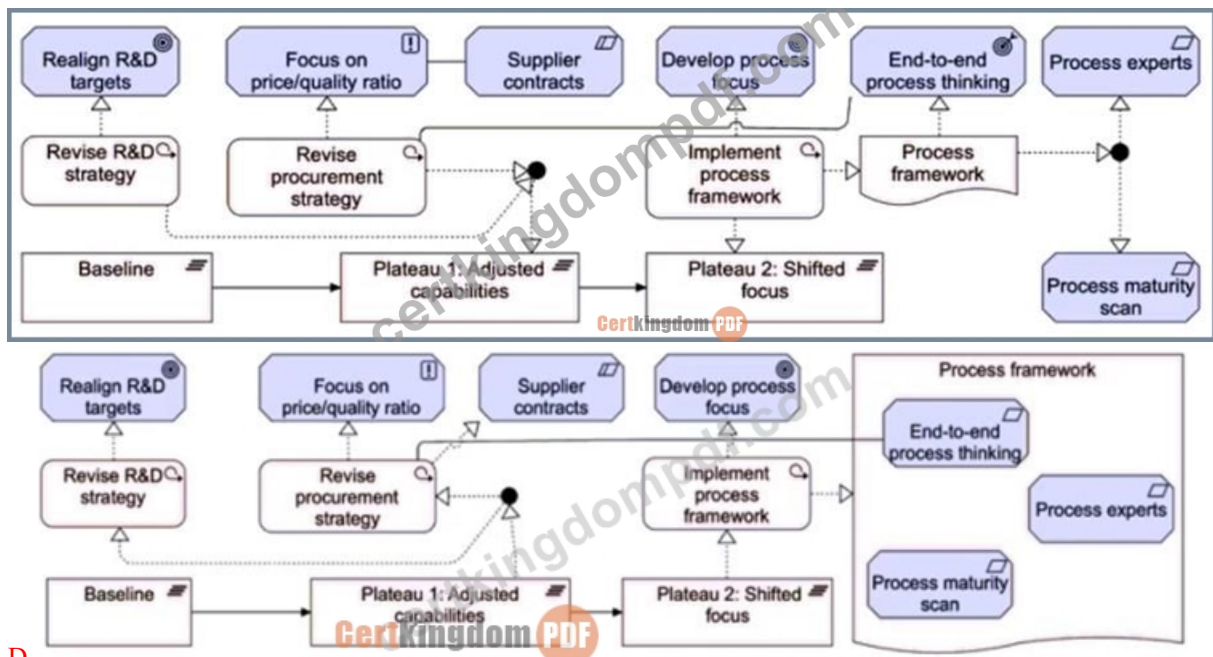 Realign R&D
targets
Focus on
price/quality ratio
Supplier
contracts
Develop process
focus
End-to-end
process thinking
Process experts
Revise R&D
strategy
Revise
procurement
strategy
Implement
process
framework
Process
framework
Baseline
Plateau 1: Adjusted
capabilities
Plateau 2: Shifted
focus
Process maturity
scan
certkingdompdf.com
Certkingdom PDF
Realign R&D
targets
Focus on
price/quality ratio
Supplier
contracts
Develop process
focus
Process framework
End-to-end
process thinking
Revise R&D
strategy
Revise
procurement
strategy
Implement
process
framework
Process experts
Baseline
Plateau 1: Adjusted
capabilities
Plateau 2: Shifted
focus
Process maturity
scan
certkingdompdf.com
Certkingdom PDF
D